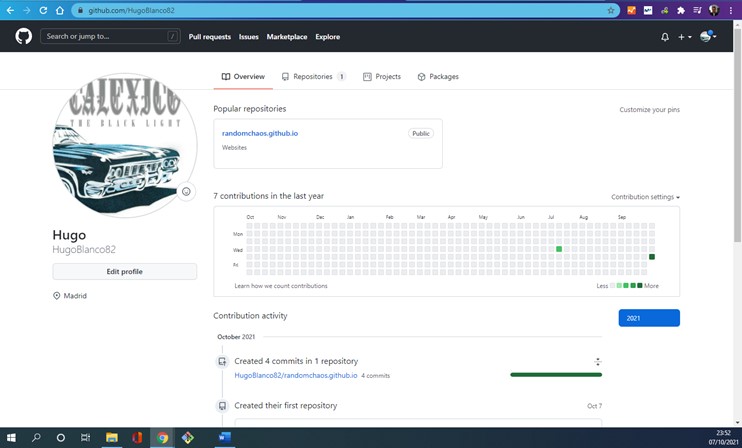 github.com/HugoBlanco82
Search or jump to...
/
Pull requests Issues Marketplace Explore
Overview Repositories 1 Projects Packages
CALEXICO
THE BLACK LIGHT
Popular repositories
Customize your pins
randomchaos.github.io Public
Websites
7 contributions in the last year
Contribution settings
Oct Nov Dec Jan Feb Mar Apr May Jun Jul Aug Sep
Mon
Wed
Fri
Learn how we count contributions
Less More
Hugo
HugoBlanco82
Edit profile
Madrid
Contribution activity
2021
October 2021
Created 4 commits in 1 repository
HugoBlanco82/randomchaos.github.io 4 commits
Created their first repository
Oct 7
23:52
07/10/2021